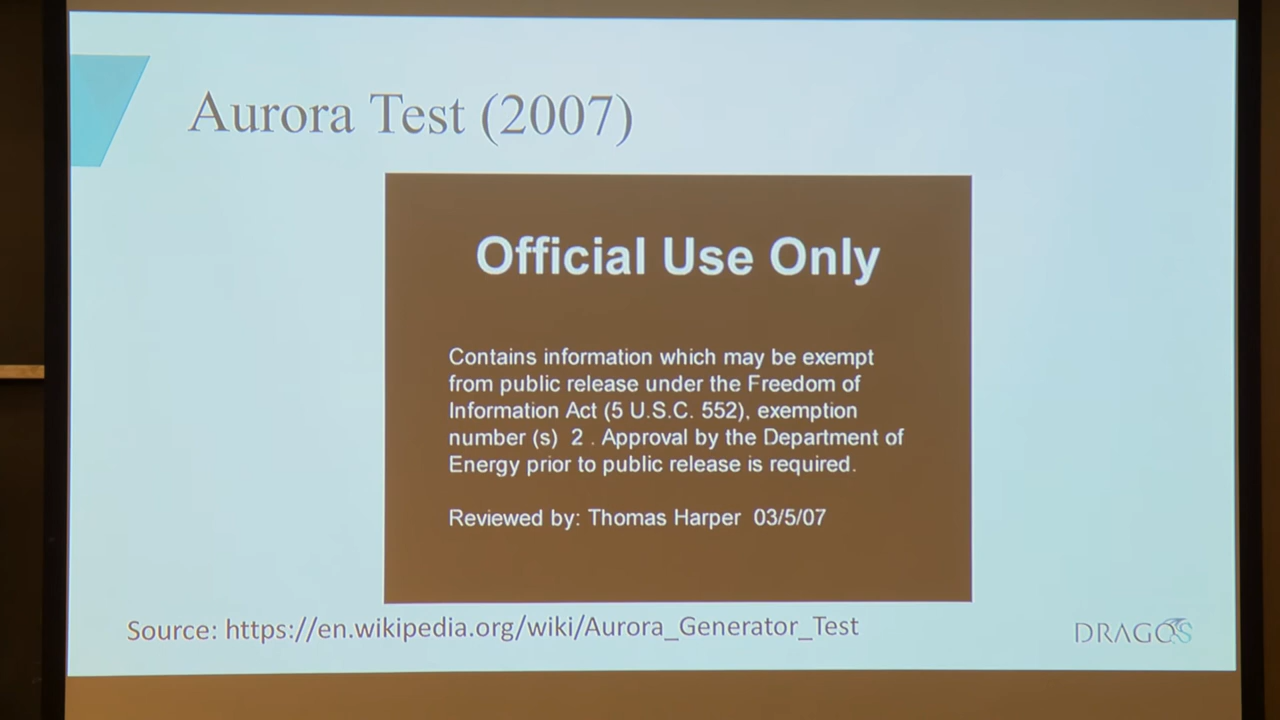 Aurora Test (2007)
Official Use Only
Contains information which may be exempt
from public release under the Freedom of
Information Act (5 U.S.C. 552), exemption
number (s) 2 . Approval by the Department of
Energy prior to public release is required.
Reviewed by: Thomas Harper 03/5/07
Source: https://en.wikipedia.org/wiki/Aurora_Generator_Test
DRAGOS